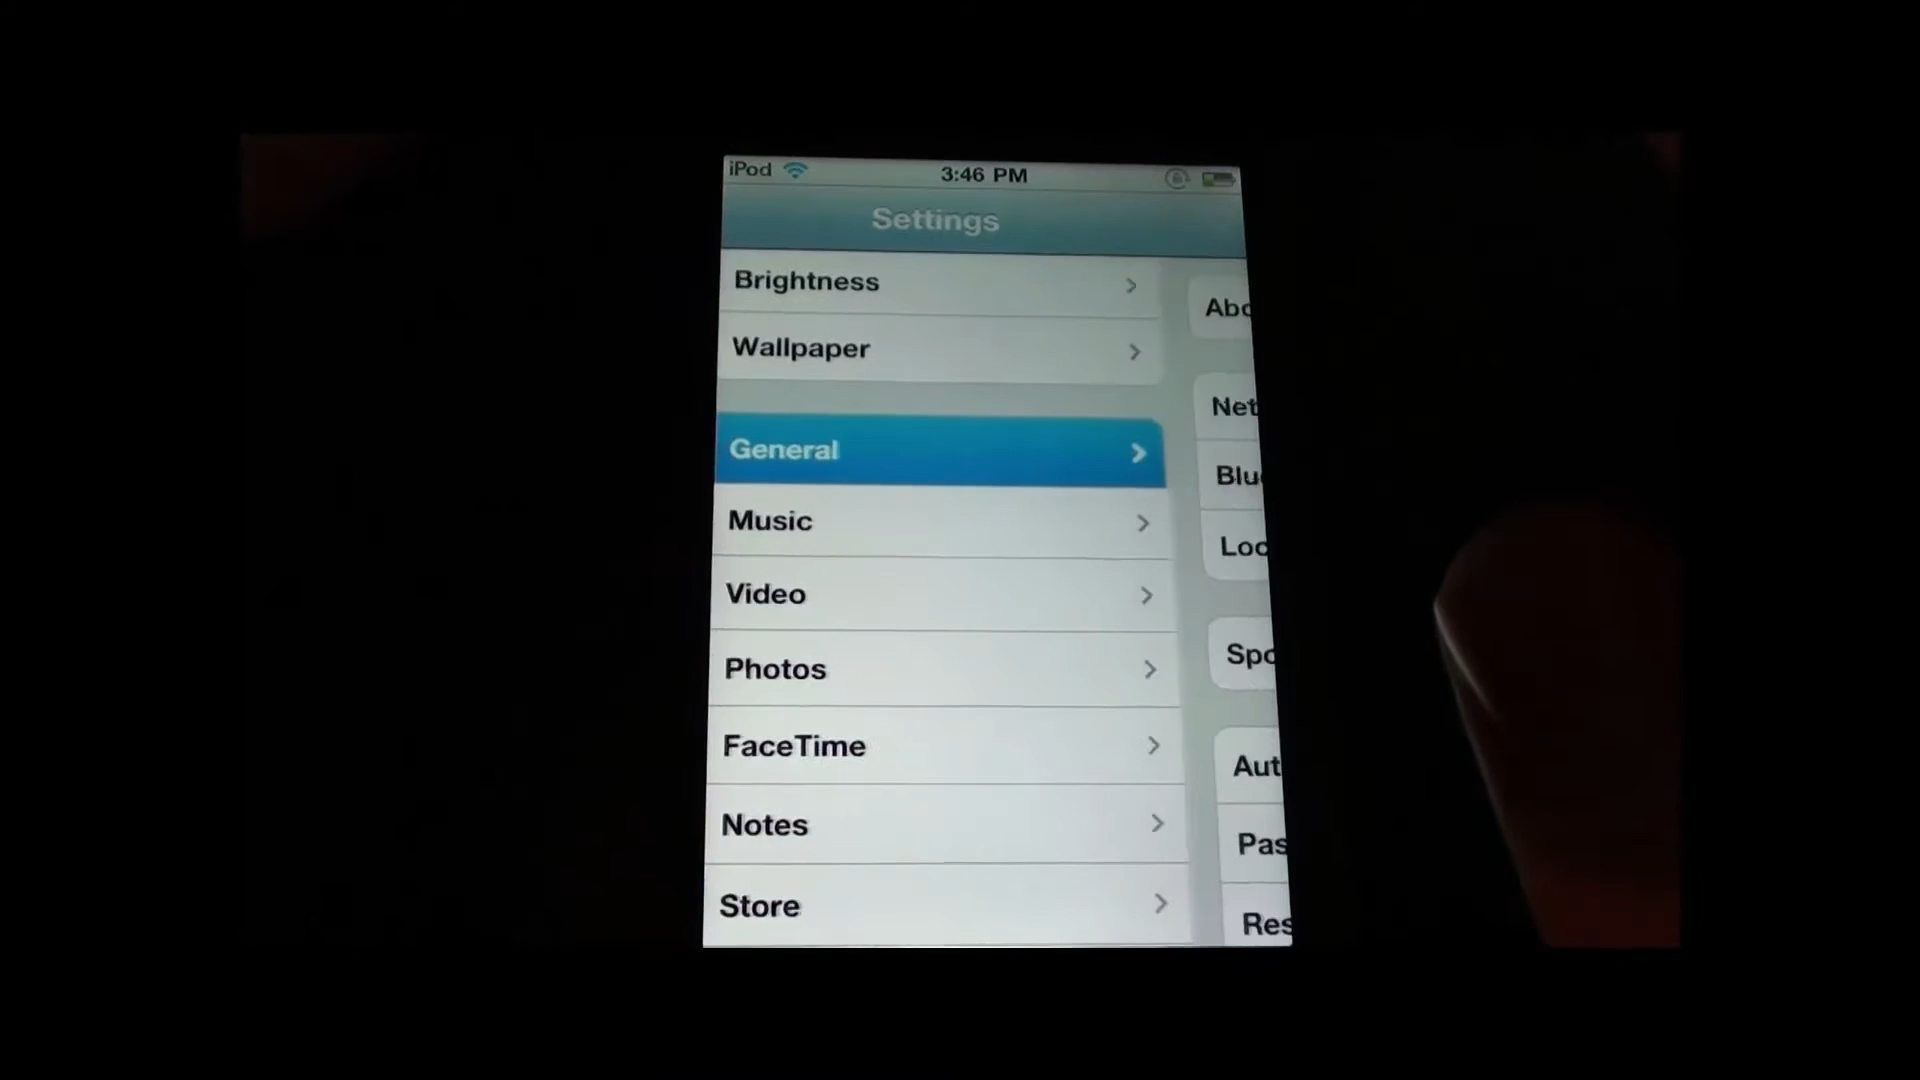 iPod 3:46 PM
Settings
Brightness
Wallpaper
General
Music
Video
Photos
FaceTime
Notes
Store
Abo
Net
Blu
Loc
Spo
Aut
Pas
Res